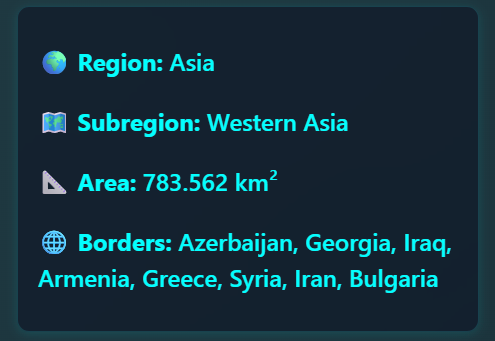 Region: Asia
Subregion: Western Asia
Area: 783.562 km²
Borders: Azerbaijan, Georgia, Iraq,
Armenia, Greece, Syria, Iran, Bulgaria